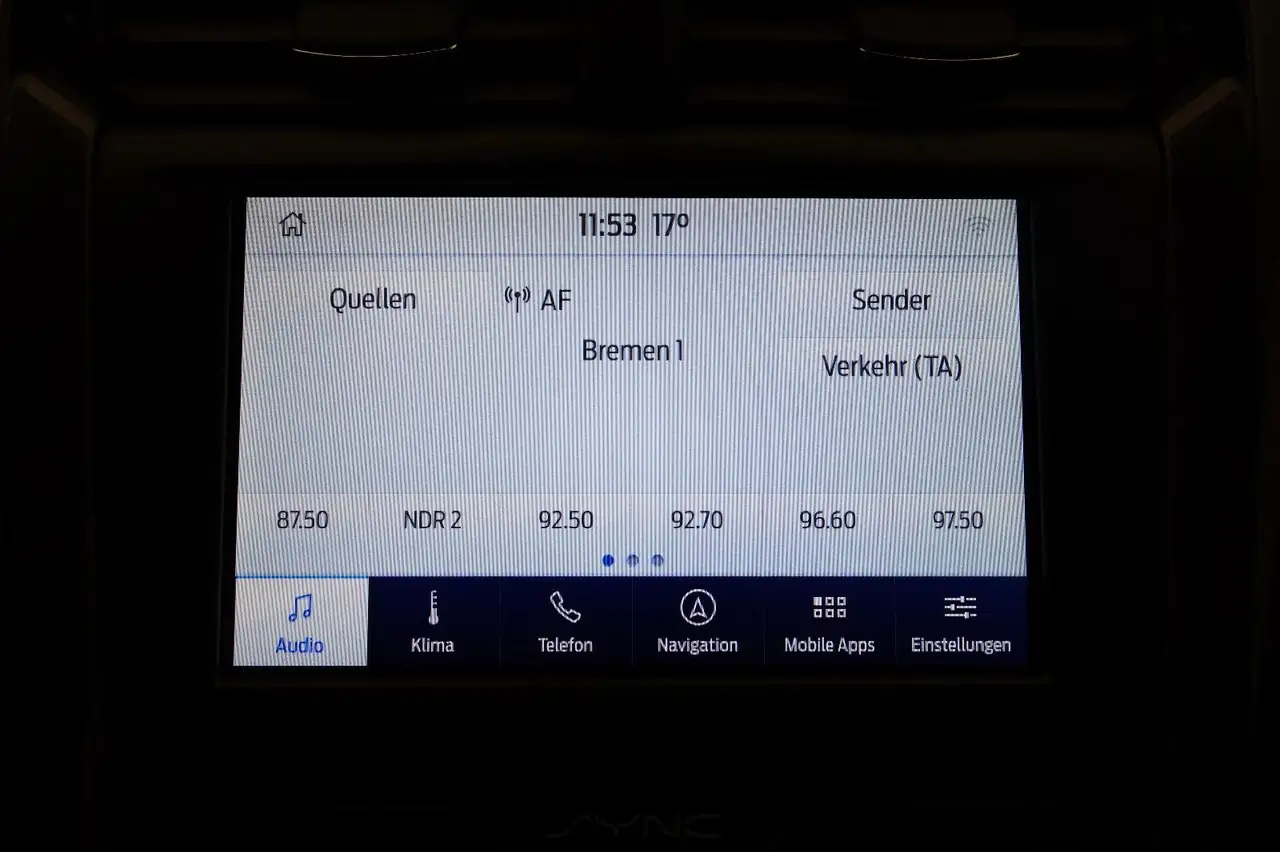 11:53 17°
Quellen AF Sender
Bremen 1
Verkehr (TA)
87.50 NDR 2 92.50 92.70 96.60 97.50
Audio Klima Telefon Navigation Mobile Apps Einstellungen
SYNC